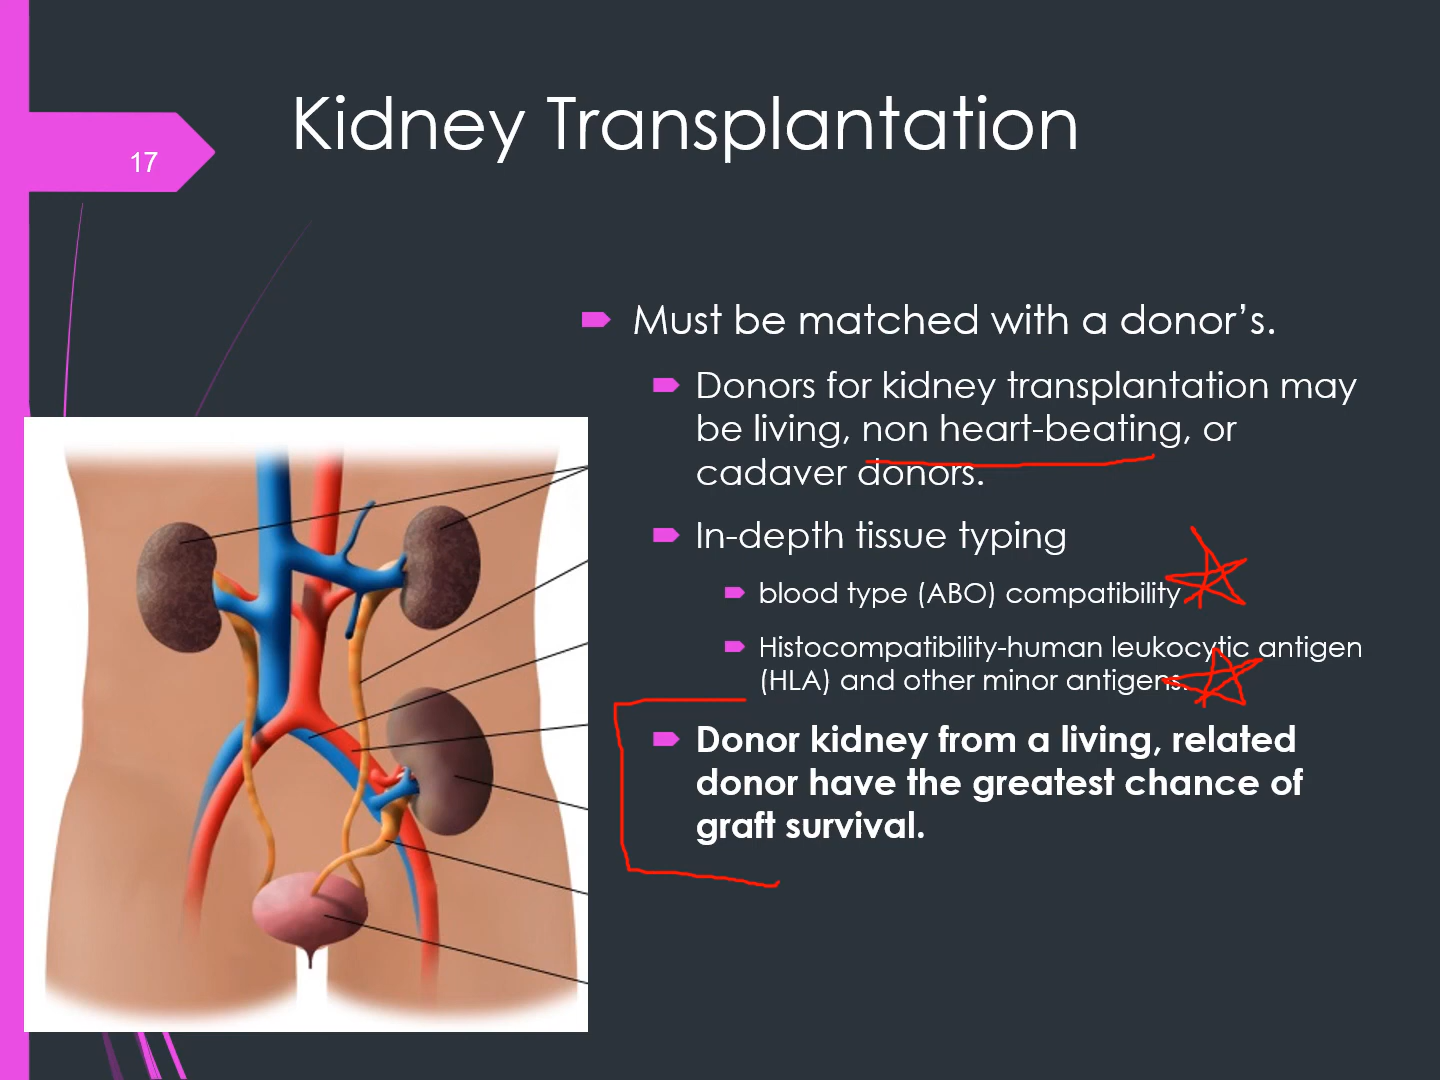 17
Kidney Transplantation
Must be matched with a donor’s.
Donors for kidney transplantation may
be living, non heart-beating, or
cadaver donors.
In-depth tissue typing
blood type (ABO) compatibility
Histocompatibility-human leukocytic antigen
(HLA) and other minor antigens.
Donor kidney from a living, related
donor have the greatest chance of
graft survival.